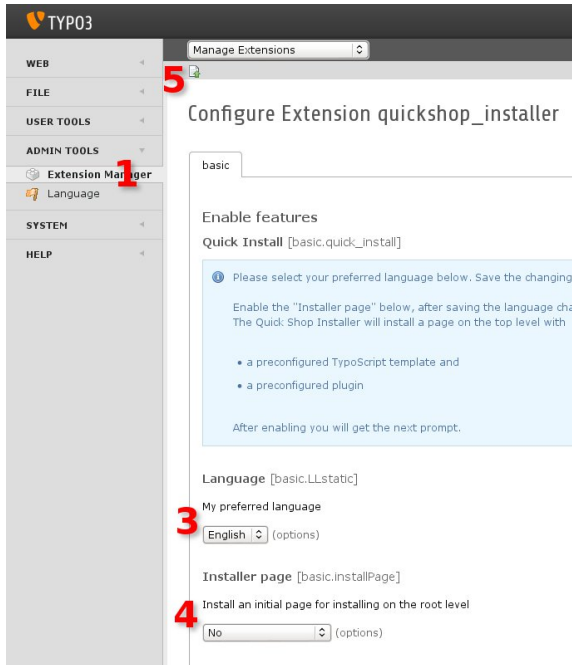 TYPO3
Manage Extensions
WEB
5
FILE
USER TOOLS
Configure Extension quickshop_installer
ADMIN TOOLS
basic
1
Extension Manager
Language
SYSTEM
Enable features
Quick Install [basic.quick_install]
HELP
Please select your preferred language below. Save the changing
Enable the "Installer page" below, after saving the language cha
The Quick Shop Installer will install a page on the top level with
• a preconfigured TypoScript template and
• a preconfigured plugin
After enabling you will get the next prompt.
Language [basic.LLstatic]
My preferred language
3
English (options)
Installer page [basic.installPage]
Install an initial page for installing on the root level
4
No (options)